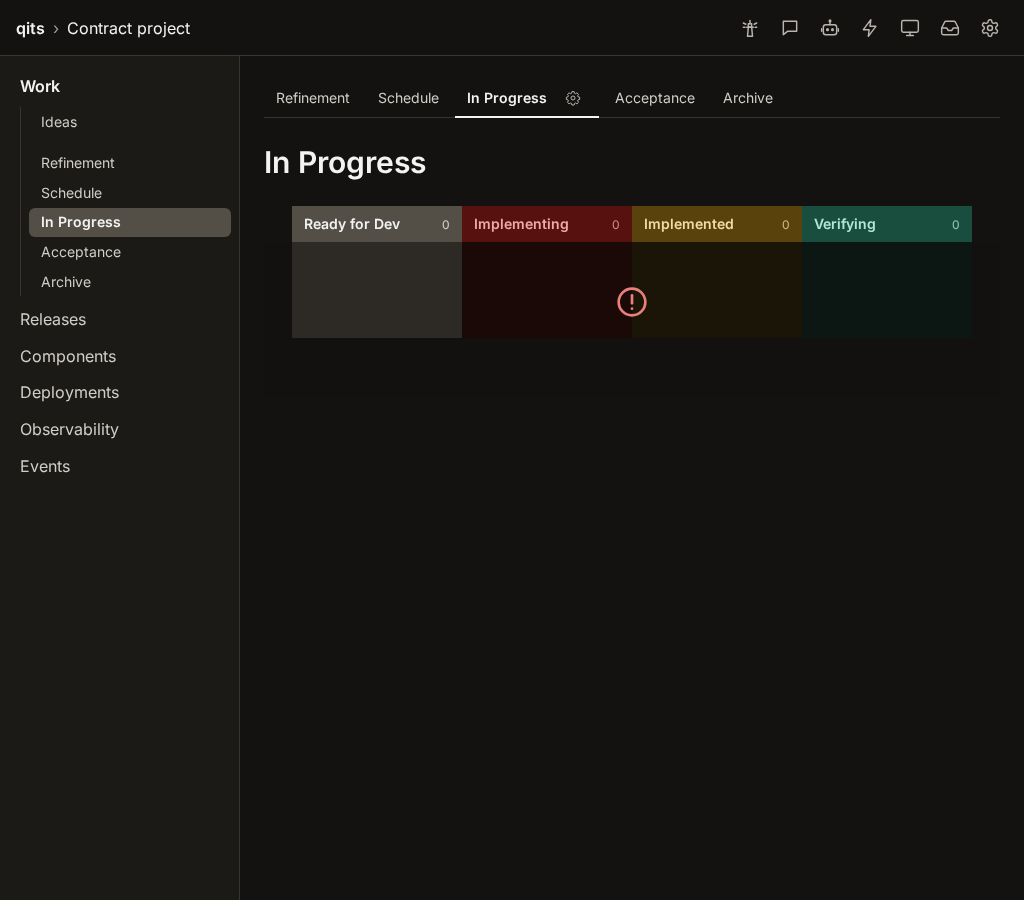 qits › Contract project
Work
Ideas
Refinement
Schedule
In Progress
Acceptance
Archive
Releases
Components
Deployments
Observability
Events
Refinement Schedule In Progress Acceptance Archive
In Progress
Ready for Dev 0 Implementing 0 Implemented 0 Verifying 0